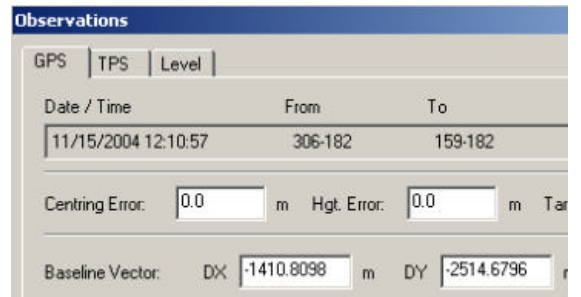 Observations
GPS TPS Level
Date / Time From To
11/15/2004 12:10:57 306-182 159-182
Centring Error: 0.0 m Hgt. Error: 0.0 m
Baseline Vector: DX -1410.8098 m DY -2514.6796